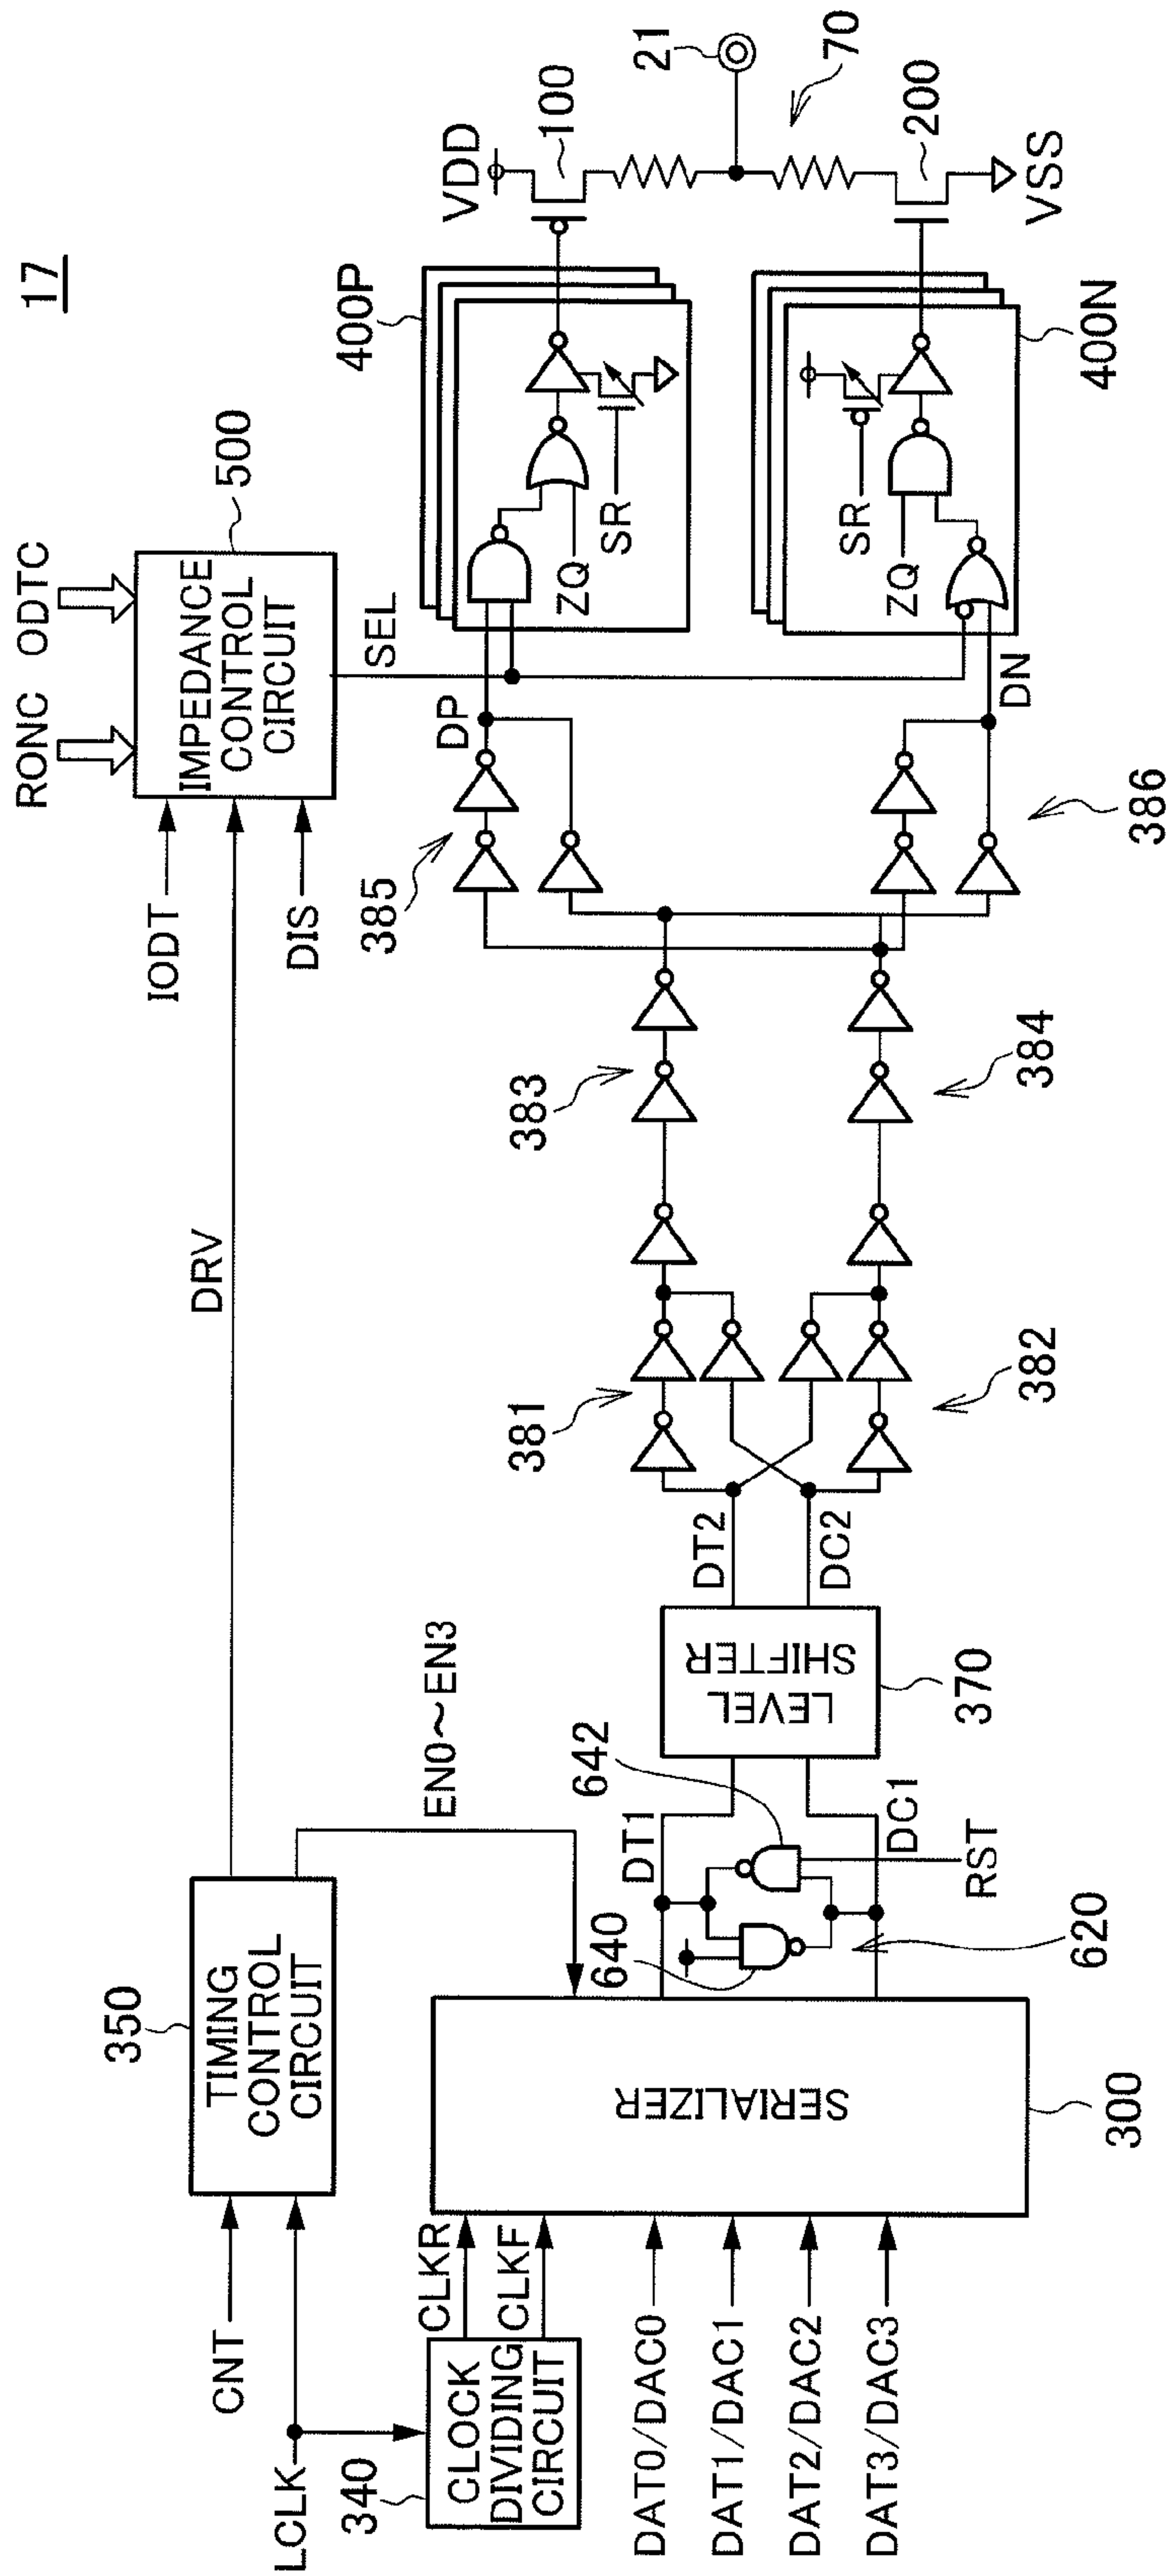 17
RONC
ODTC
IODT
DIS
IMPEDANCE
CONTROL
CIRCUIT
500
SEL
DRV
CNT
LCLK
350
TIMING
CONTROL
CIRCUIT
EN0~EN3
340
CLOCK
DIVIDING
CIRCUIT
CLKR
CLKF
DAT0/DAC0
DAT1/DAC1
DAT2/DAC2
DAT3/DAC3
SERIALIZER
300
DT1
DC1
640
642
RST
620
LEVEL
SHIFTER
370
DT2
DC2
381
382
383
384
385
386
DP
DN
400P
ZQ
SR
400N
SR
ZQ
VDD
100
21
70
200
VSS